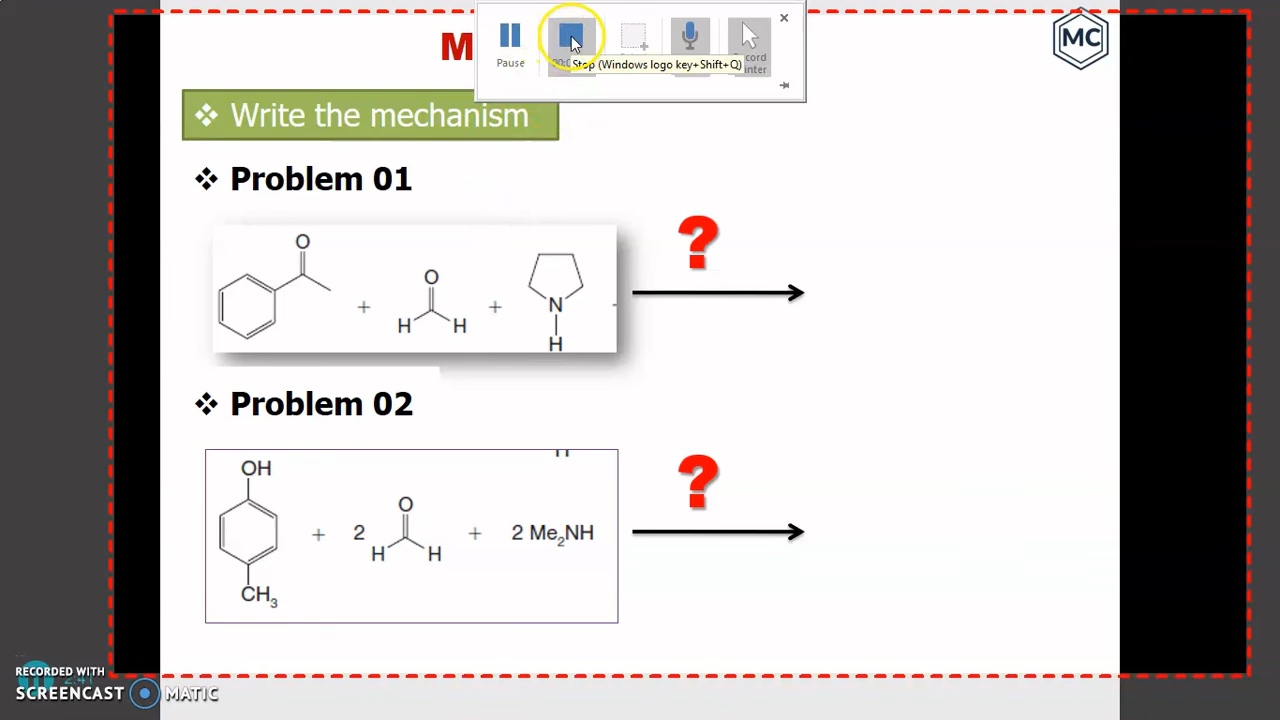 M
MC
Pause
Stop (Windows logo key+Shift+Q)
❖ Write the mechanism
❖ Problem 01
O
O
H H
N
H
+ +
?
❖ Problem 02
OH
CH3
+ 2
O
H H
+ 2 Me2NH
?
RECORDED WITH
SCREENCAST MATIC